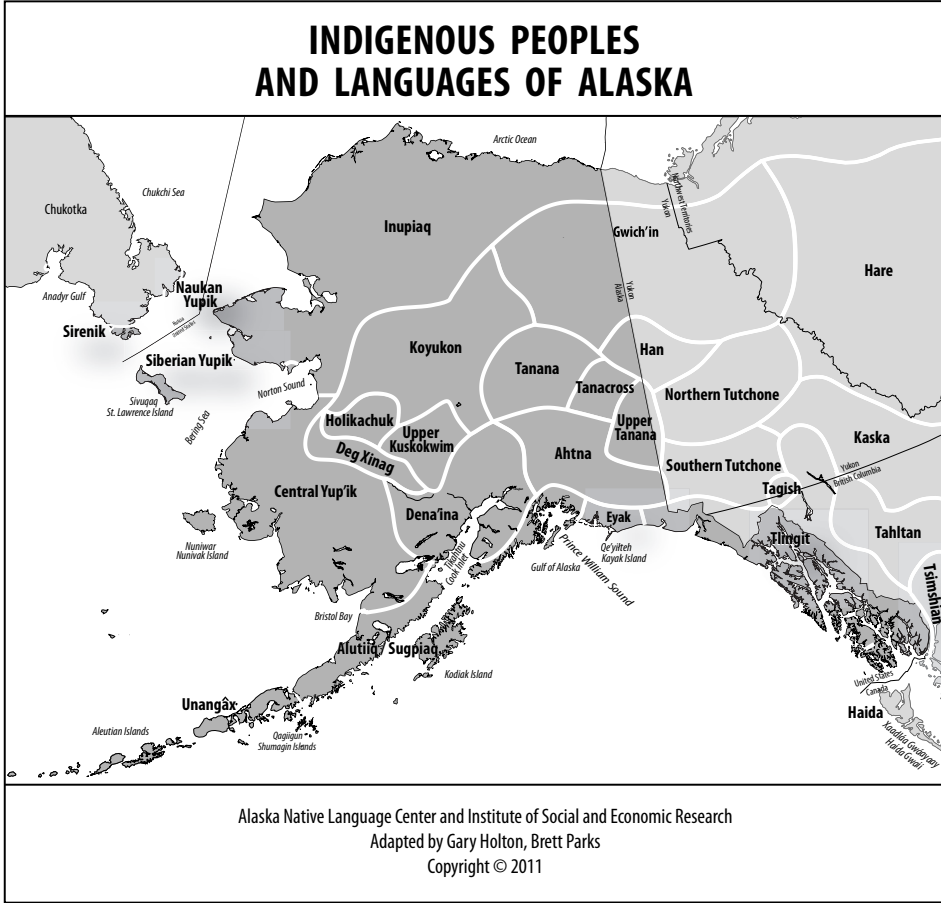 INDIGENOUS PEOPLES
AND LANGUAGES OF ALASKA
Arctic Ocean
Chukchi Sea
Chukotka
Inupiaq
Northwest Territories
Yukon
Gwich'in
Hare
Anadyr Gulf
Naukan
Yupik
Yukon
Alaska
Sirenik
Siberian Yupik
Koyukon
Han
Tanana
Tanacross
Norton Sound
Sivuqaq
St. Lawrence Island
Northern Tutchone
Bering Sea
Holikachuk
Upper
Kuskokwim
Upper
Tanana
Kaska
Deg Xinag
Ahtna
Southern Tutchone
Yukon
British Columbia
Central Yup'ik
Tagish
Dena'ina
Eyak
Tlingit
Tahltan
Nuniwar
Nunivak Island
Tikahtnu
Cook Inlet
Qe'yiłteh
Kayak Island
Gulf of Alaska
Prince William Sound
Tsimshian
Bristol Bay
Alutiiq
Sugpiaq
Kodiak Island
United States
Canada
Unangâx
Haida
Aleutian Islands
Qagiigun
Shumagin Islands
Xaadláa Gwaayaay
Haida Gwaii
Alaska Native Language Center and Institute of Social and Economic Research
Adapted by Gary Holton, Brett Parks
Copyright © 2011